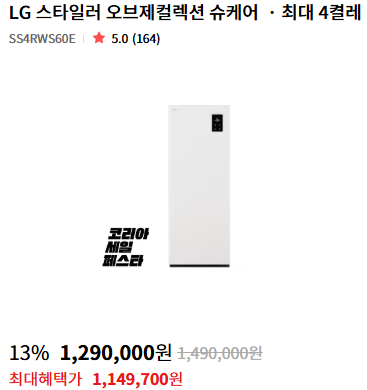 LG 스타일러 오브제컬렉션 슈케어 · 최대 4켤레
SS4RWS60E | ★ 5.0 (164)
코리아
세일
페스타
13% 1,290,000원 1,490,000원
최대혜택가 1,149,700원